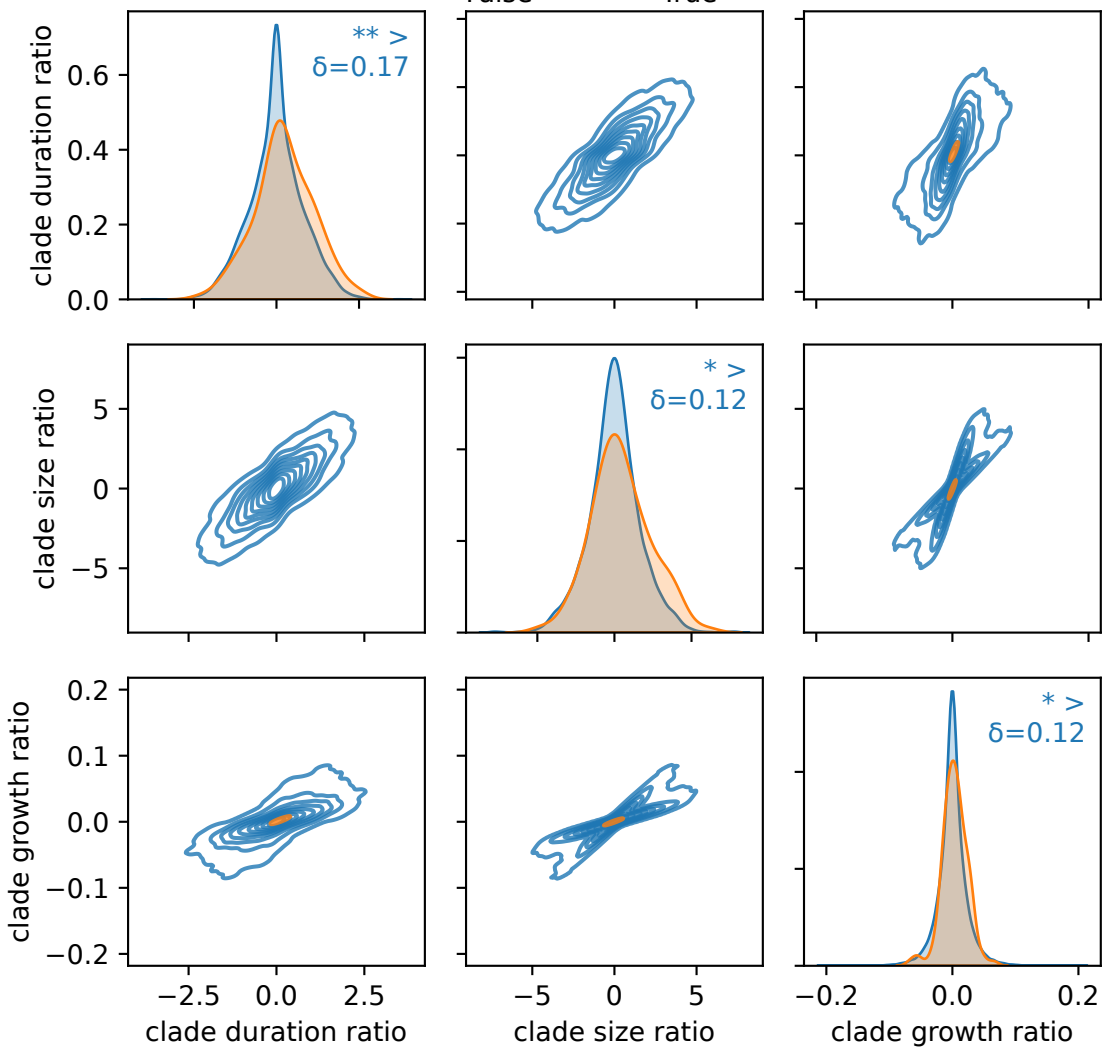 False True
clade duration ratio
0.6
0.4
0.2
0.0
** >
δ=0.17
clade size ratio
5
0
−5
* >
δ=0.12
clade growth ratio
0.2
0.1
0.0
−0.1
−0.2
* >
δ=0.12
−2.5 0.0 2.5
−5 0 5
−0.2 0.0 0.2
clade duration ratio
clade size ratio
clade growth ratio